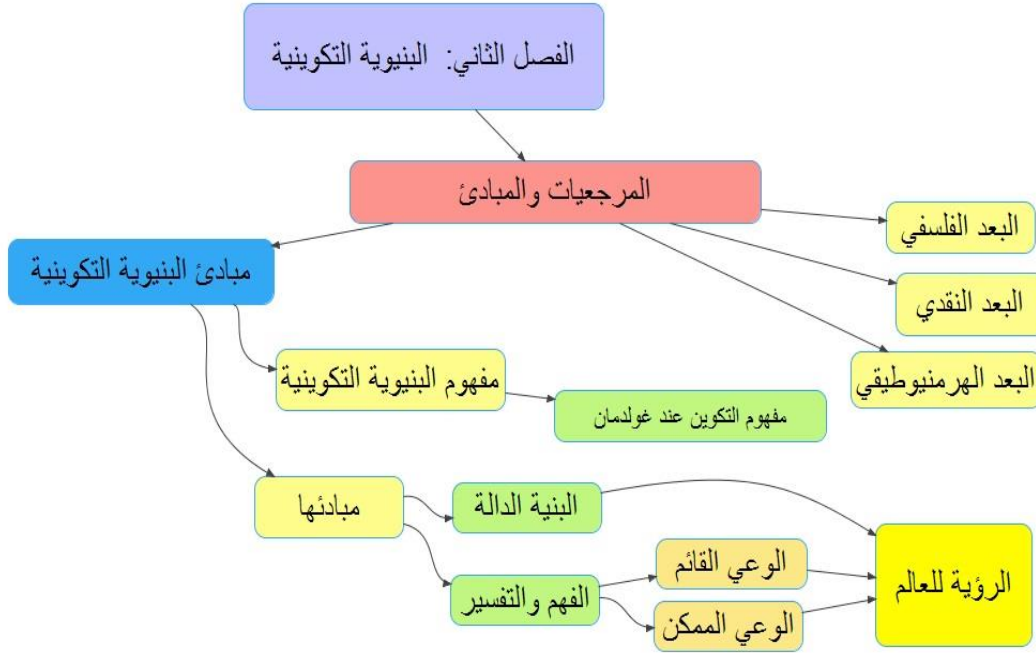 الفصل الثاني: البنيوية التكوينية
المرجعيات والمبادئ
البعد الفلسفي
مبادئ البنيوية التكوينية
البعد النقدي
البعد الهرمنيوطيقي
مفهوم البنيوية التكوينية
مفهوم التكوين عند غولدمان
مبادئها
البنية الدالة
الوعي القائم
الرؤية للعالم
الفهم والتفسير
الوعي الممكن